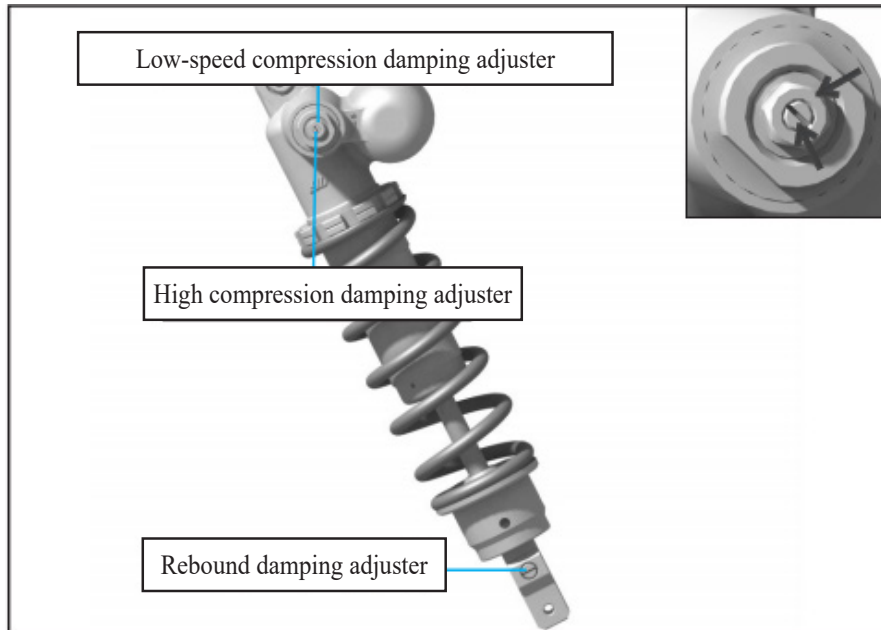 Low-speed compression damping adjuster
High compression damping adjuster
Rebound damping adjuster